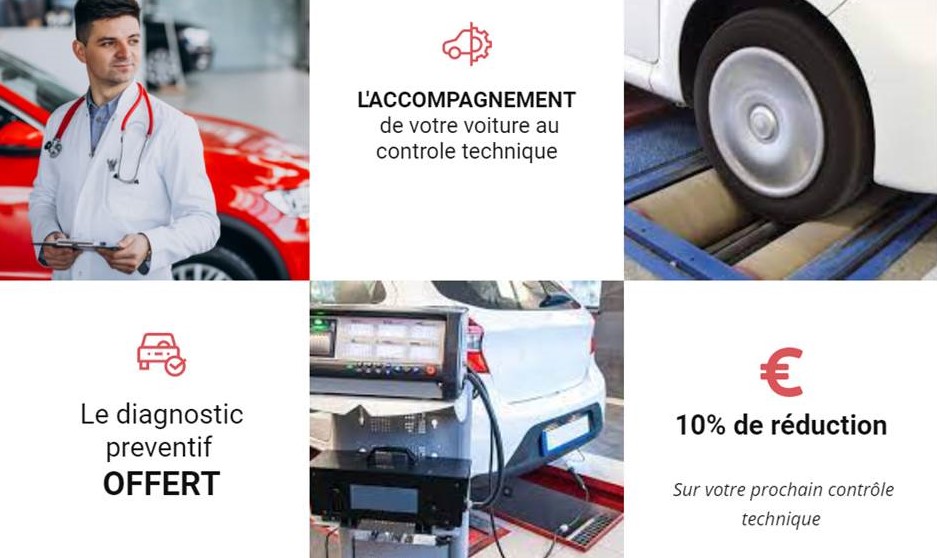 L'ACCOMPAGNEMENT
de votre voiture au
controle technique
Le diagnostic
preventif
OFFERT
€
10% de réduction
Sur votre prochain contrôle
technique